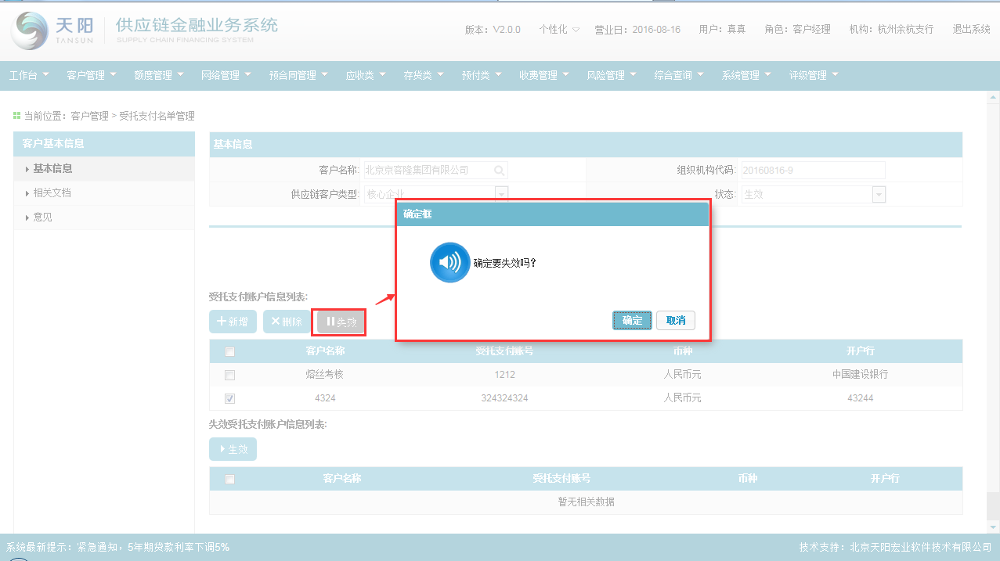 天阳
TANSUN
供应链金融业务系统
SUPPLY CHAIN FINANCING SYSTEM
版本：V2.0.0 个性化 营业日：2016-08-16 用户：真真 角色：客户经理 机构：杭州余杭支行 退出系统
工作台 客户管理 额度管理 网络管理 预合同管理 应收类 存货类 预付类 收费管理 风险管理 综合查询 系统管理 评级管理
当前位置：客户管理 > 受托支付名单管理
客户基本信息
基本信息
相关文档
意见
基本信息
客户名称: 北京京客隆集团有限公司 组织机构代码: 20160816-9
供应链客户类型: 核心企业 状态: 生效
确定框
确定要失效吗?
确定 取消
受托支付账户信息列表:
新增 删除 失效
客户名称 受托支付账号 币种 开户行
熔丝考核 1212 人民币元 中国建设银行
4324 324324324 人民币元 43244
失效受托支付账户信息列表:
生效
客户名称 受托支付账号 币种 开户行
暂无相关数据
系统最新提示：紧急通知，5年期贷款利率下调5% 技术支持：北京天阳宏业软件技术有限公司